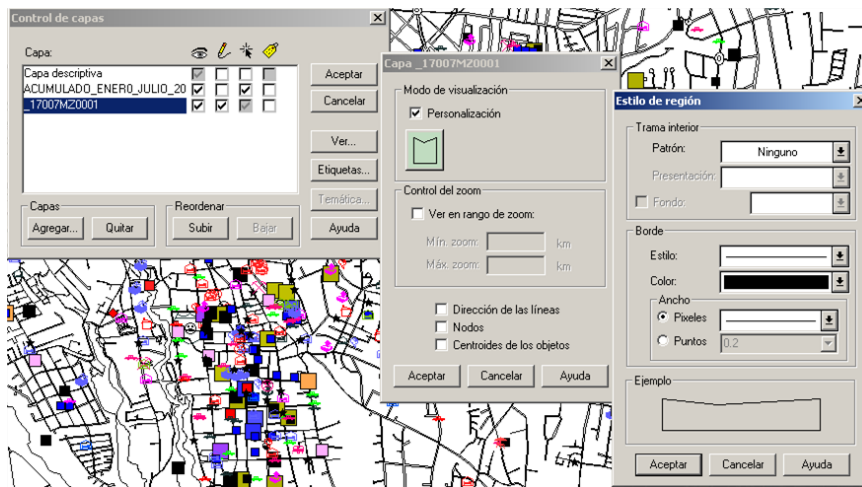 Control de capas
Capa:
Capa descriptiva
ACUMULADO_ENERO_JULIO_20
_17007MZ0001
Aceptar
Cancelar
Ver...
Etiquetas...
Temática...
Ayuda
Capas
Agregar...
Quitar
Reordenar
Subir
Bajar
Capa _17007MZ0001
Modo de visualización
Personalización
Control del zoom
Ver en rango de zoom:
Mín. zoom:
km
Máx. zoom:
km
Dirección de las líneas
Nodos
Centroides de los objetos
Aceptar
Cancelar
Ayuda
Estilo de región
Trama interior
Patrón:
Ninguno
Presentación:
Fondo:
Borde
Estilo:
Color:
Ancho
Pixeles
Puntos
0.2
Ejemplo
Aceptar
Cancelar
Ayuda